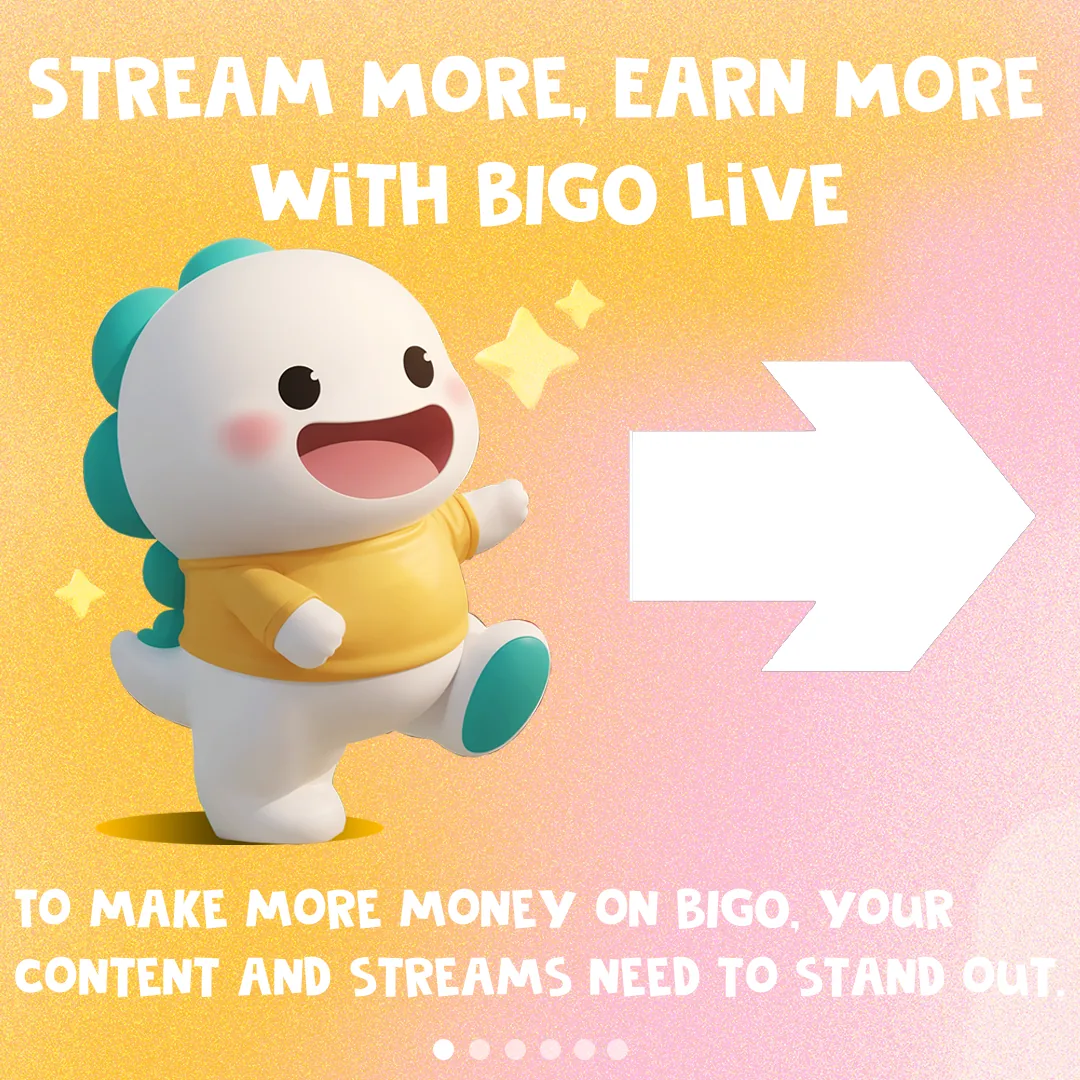 STREAM MORE, EARN MORE
WiTH BIGO LiVE
TO MAKE MORE MONEY ON BIGO, YOUR
CONTENT AND STREAMS NEED TO STAND OUT.